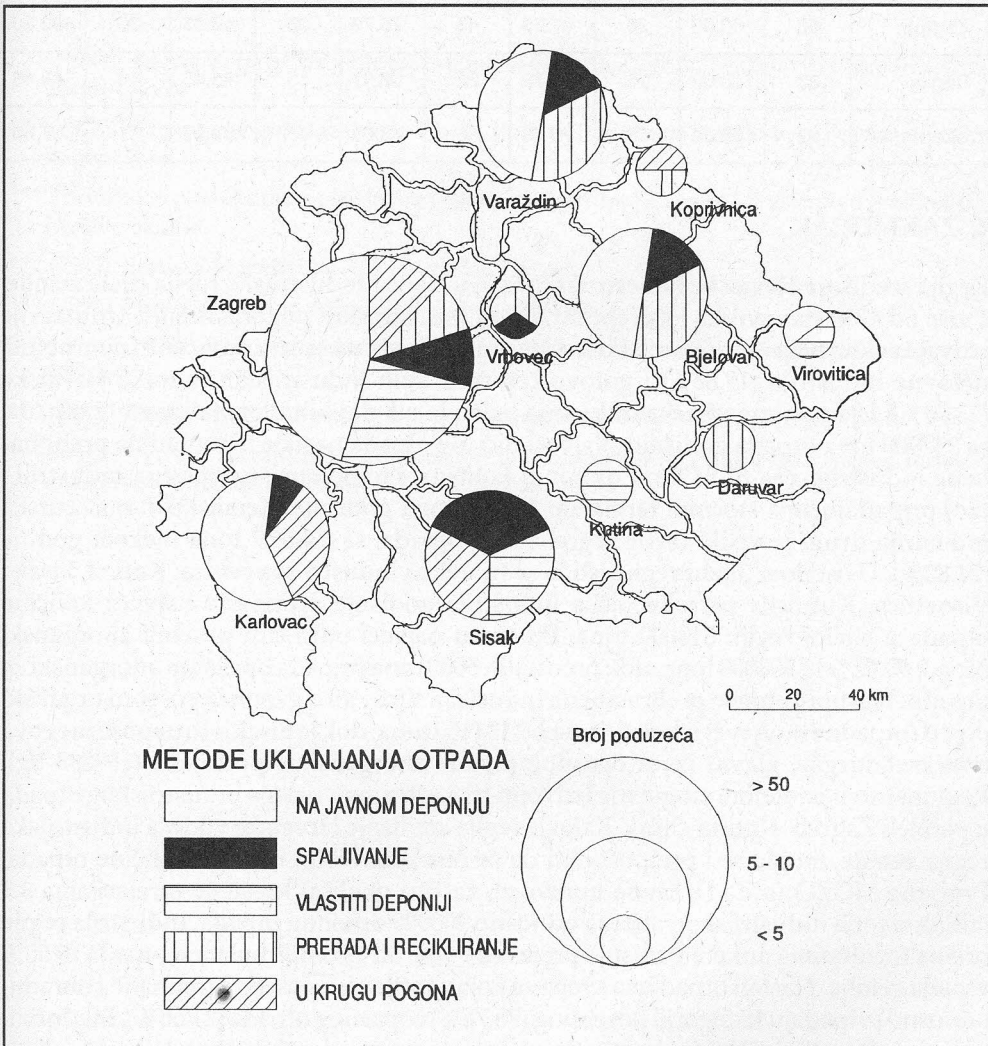 Varaždin
Koprivnica
Zagreb
Vrbovec
Bjelovar
Virovitica
Daruvar
Kutina
Karlovac
Sisak
0 20 40 km
Broj poduzeća
METODE UKLANJANJA OTPADA
> 50
NA JAVNOM DEPONIJU
SPALJIVANJE
5 - 10
VLASTITI DEPONIJI
PRERADA I RECIKLIRANJE
< 5
U KRUGU POGONA